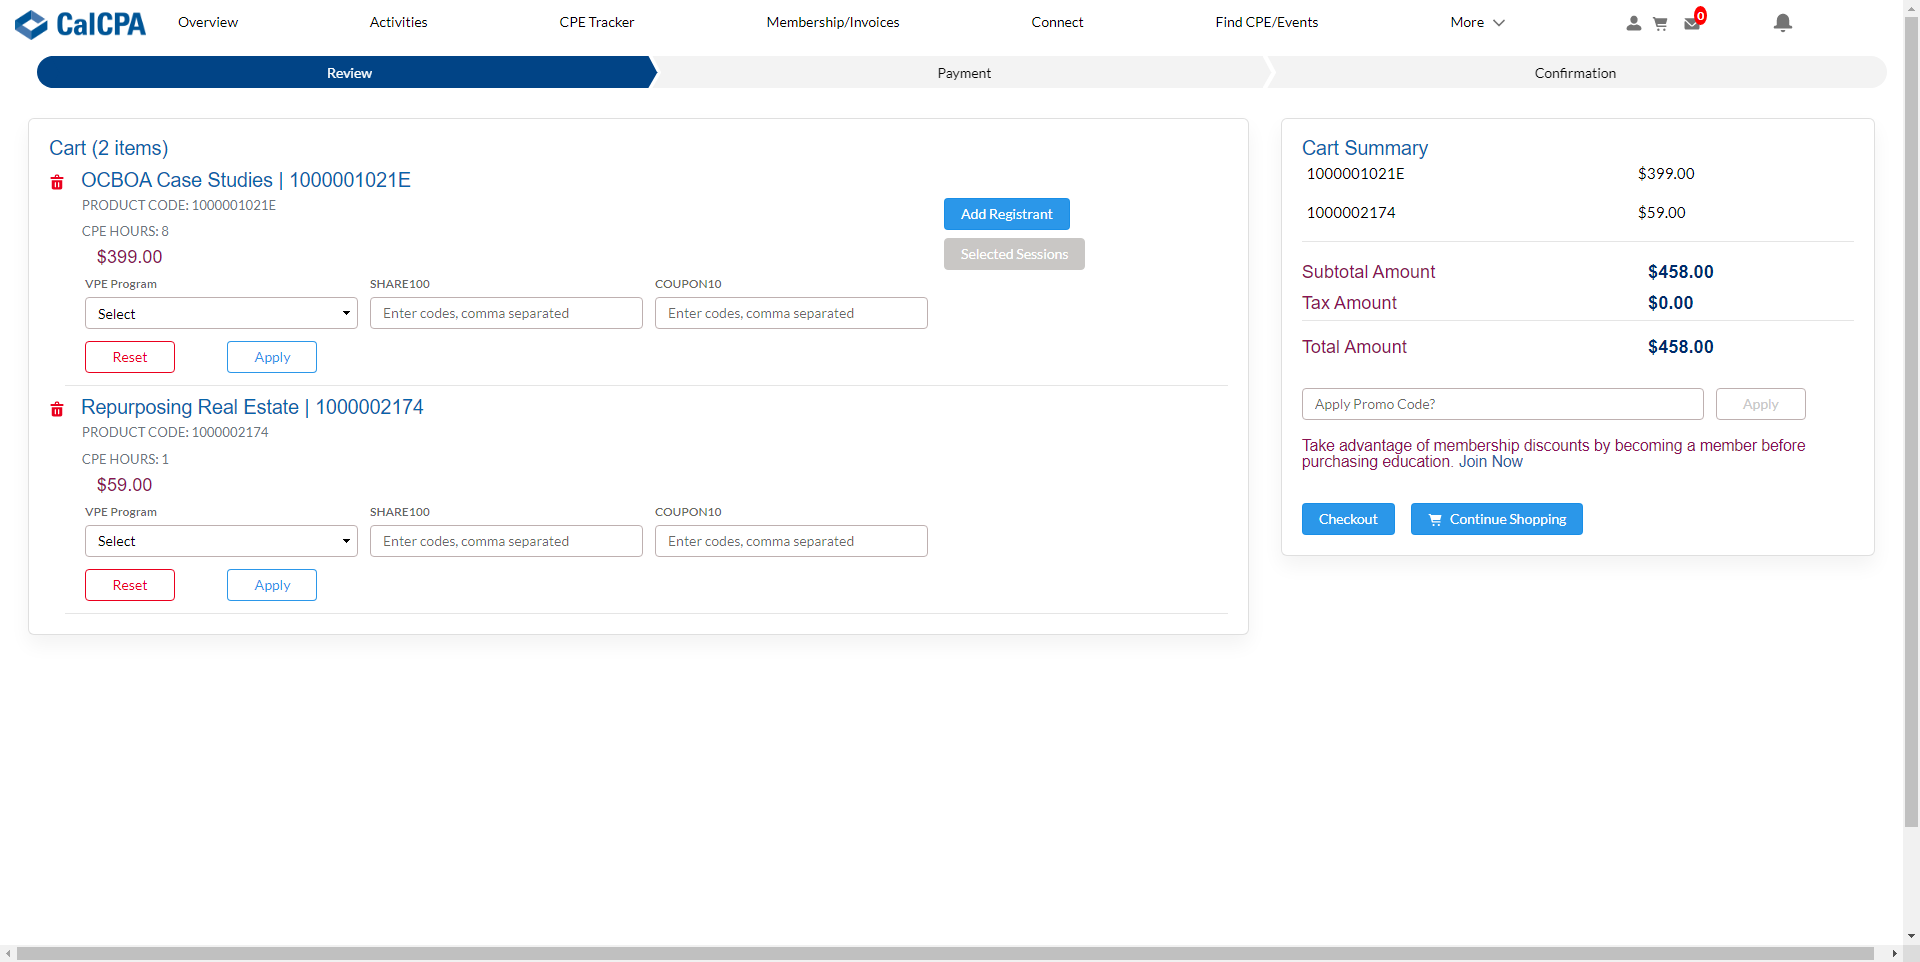 CalCPA
Overview
Activities
CPE Tracker
Membership/Invoices
Connect
Find CPE/Events
More
0
Review
Payment
Confirmation
Cart (2 items)
OCBOA Case Studies | 1000001021E
PRODUCT CODE: 1000001021E
CPE HOURS: 8
$399.00
Add Registrant
Selected Sessions
VPE Program
SHARE100
COUPON10
Select
Enter codes, comma separated
Enter codes, comma separated
Reset
Apply
Repurposing Real Estate | 1000002174
PRODUCT CODE: 1000002174
CPE HOURS: 1
$59.00
VPE Program
SHARE100
COUPON10
Select
Enter codes, comma separated
Enter codes, comma separated
Reset
Apply
Cart Summary
1000001021E $399.00
1000002174 $59.00
Subtotal Amount $458.00
Tax Amount $0.00
Total Amount $458.00
Apply Promo Code?
Apply
Take advantage of membership discounts by becoming a member before
purchasing education. Join Now
Checkout
Continue Shopping